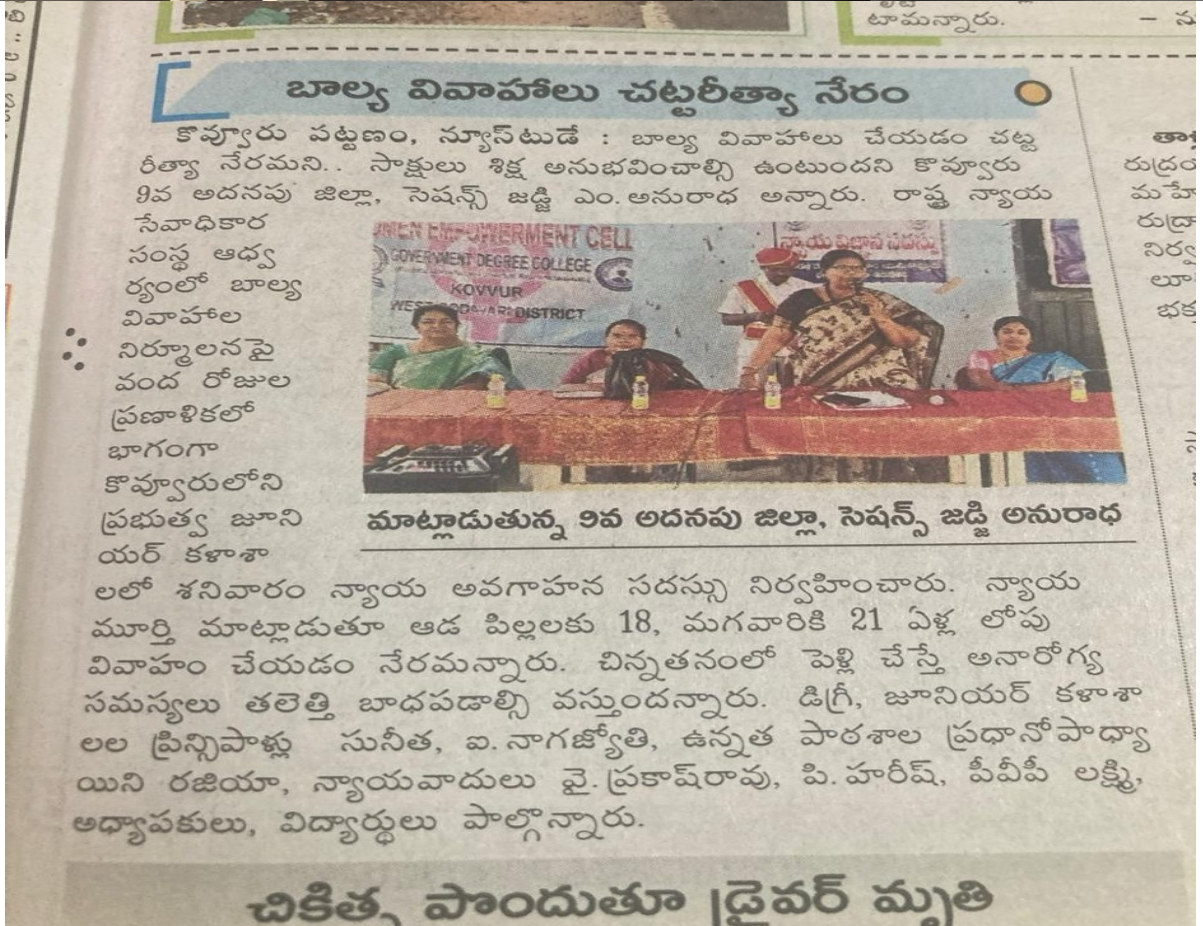 టామన్నారు.
బాల్య వివాహాలు చట్టరీత్యా నేరం
కొవ్వూరు పట్టణం, న్యూస్‌టుడే : బాల్య వివాహాలు చేయడం చట్ట
రీత్యా నేరమని.. సాక్షులు శిక్ష అనుభవించాల్సి ఉంటుందని కొవ్వూరు
9వ అదనపు జిల్లా, సెషన్స్ జడ్జి ఎం.అనురాధ అన్నారు. రాష్ట్ర న్యాయ
సేవాధికార
సంస్థ ఆధ్వ
ర్యంలో బాల్య
వివాహాల
నిర్మూలనపై
వంద రోజుల
ప్రణాళికలో
భాగంగా
కొవ్వూరులోని
ప్రభుత్వ జూని
యర్ కళాశా
WOMEN EMPOWERMENT CELL
GOVERNMENT DEGREE COLLEGE
KOVVUR
WEST GODAVARI DISTRICT
న్యాయ విజ్ఞాన సదస్సు
మాట్లాడుతున్న 9వ అదనపు జిల్లా, సెషన్స్ జడ్జి అనురాధ
లలో శనివారం న్యాయ అవగాహన సదస్సు నిర్వహించారు. న్యాయ
మూర్తి మాట్లాడుతూ ఆడ పిల్లలకు 18, మగవారికి 21 ఏళ్ల లోపు
వివాహం చేయడం నేరమన్నారు. చిన్నతనంలో పెళ్లి చేస్తే అనారోగ్య
సమస్యలు తలెత్తి బాధపడాల్సి వస్తుందన్నారు. డిగ్రీ, జూనియర్ కళాశా
లల ప్రిన్సిపాళ్లు సునీత, ఐ.నాగజ్యోతి, ఉన్నత పాఠశాల ప్రధానోపాధ్యా
యిని రజియా, న్యాయవాదులు వై.ప్రకాష్‌రావు, పి.హరీష్, పీవీపీ లక్ష్మి,
అధ్యాపకులు, విద్యార్థులు పాల్గొన్నారు.
చికిత్స పొందుతూ డ్రైవర్ మృతి